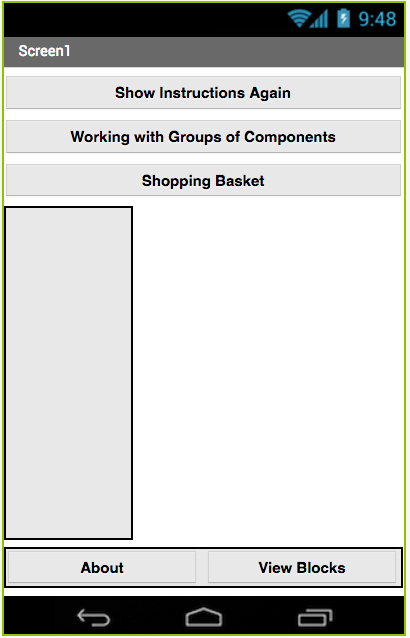 9:48
Screen1
Show Instructions Again
Working with Groups of Components
Shopping Basket
About View Blocks